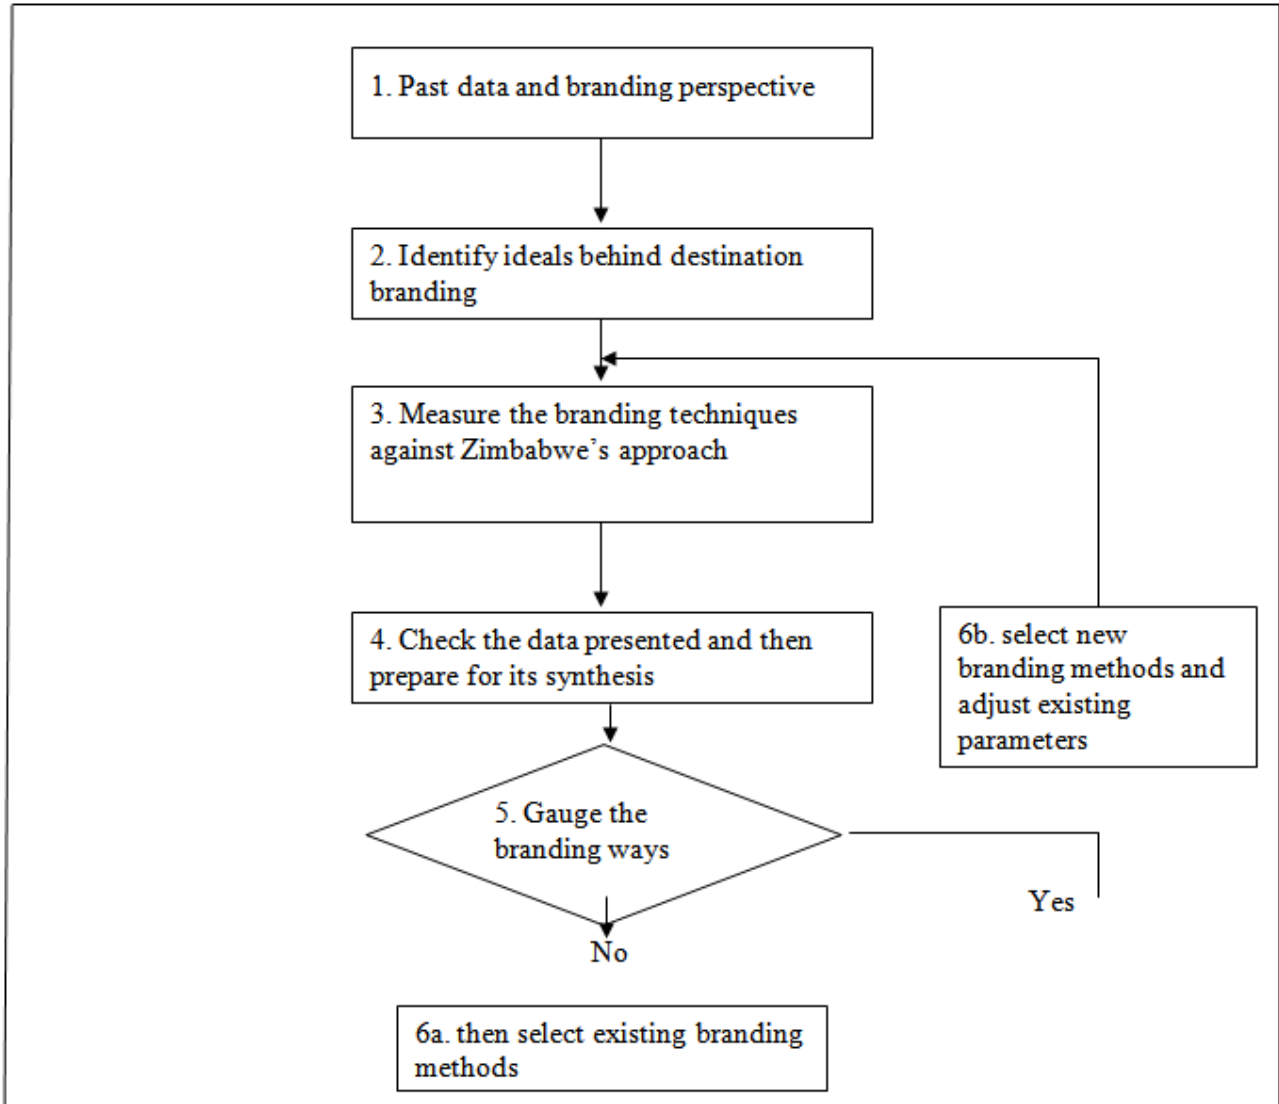 1. Past data and branding perspective
2. Identify ideals behind destination
branding
3. Measure the branding techniques
against Zimbabwe's approach
4. Check the data presented and then
prepare for its synthesis
6b. select new
branding methods and
adjust existing
parameters
5. Gauge the
branding ways
Yes
No
6a. then select existing branding
methods